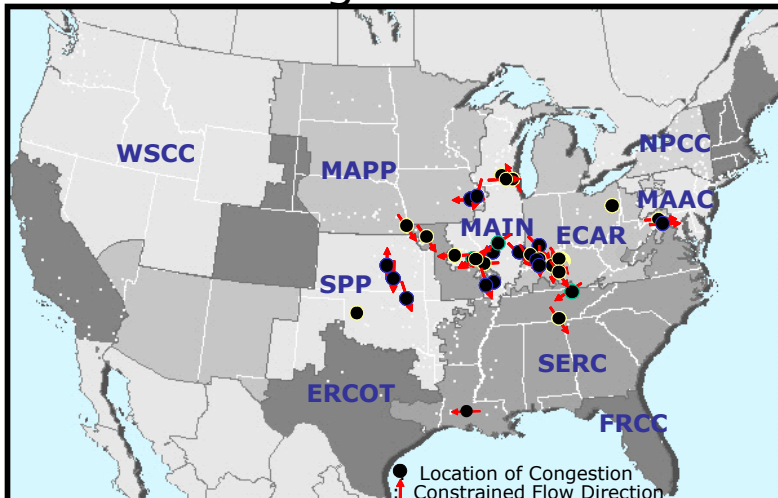 NPCC
WSCC
MAPP
MAAC
MAIN
ECAR
SPP
SERC
ERCOT
FRCC
Location of Congestion
Constrained Flow Direction